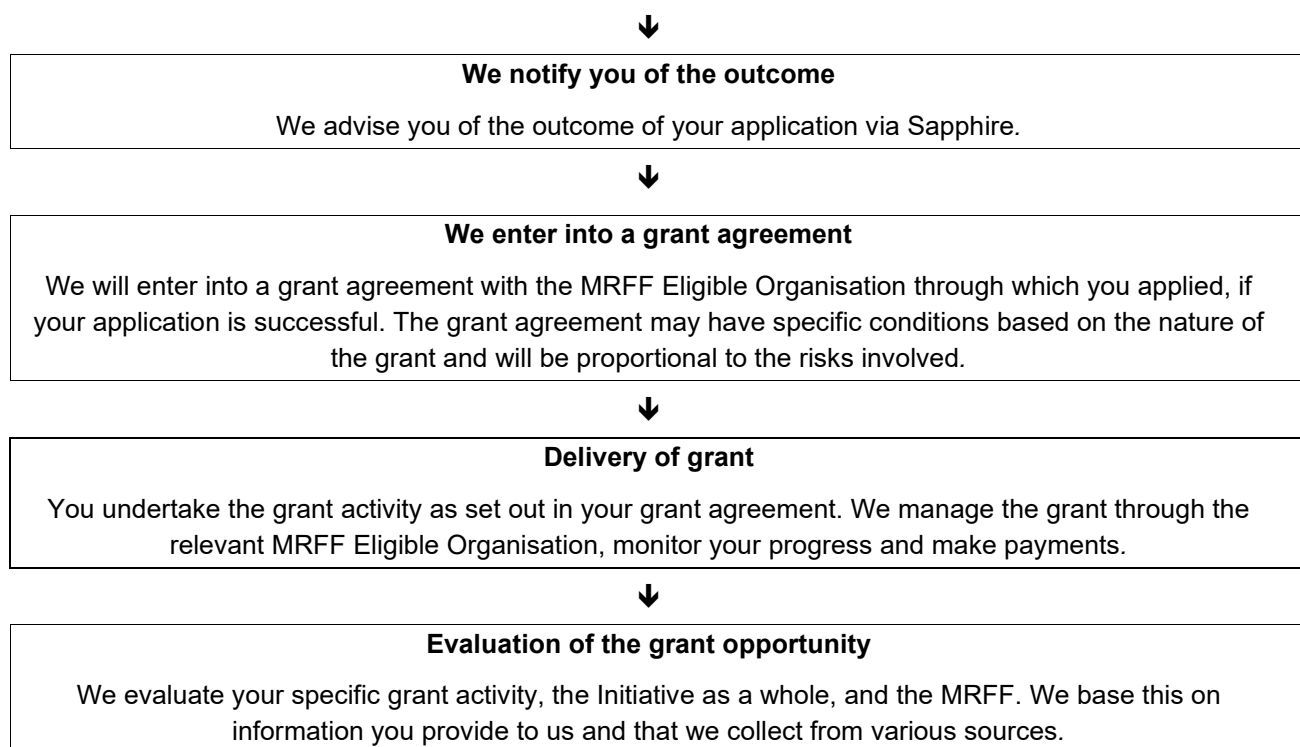 We notify you of the outcome
We advise you of the outcome of your application via Sapphire.
We enter into a grant agreement
We will enter into a grant agreement with the MRFF Eligible Organisation through which you applied, if
your application is successful. The grant agreement may have specific conditions based on the nature of
the grant and will be proportional to the risks involved.
Delivery of grant
You undertake the grant activity as set out in your grant agreement. We manage the grant through the
relevant MRFF Eligible Organisation, monitor your progress and make payments.
Evaluation of the grant opportunity
We evaluate your specific grant activity, the Initiative as a whole, and the MRFF. We base this on
information you provide to us and that we collect from various sources.